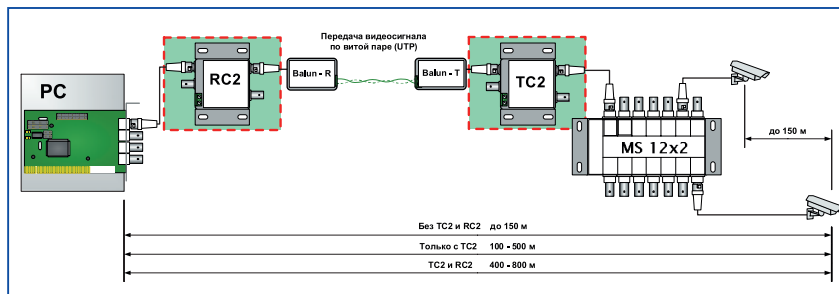 Передача видеосигнала
по витой паре (UTP)
PC
RC2
Balun - R
Balun - T
TC2
MS 12x2
до 150 м
Без TC2 и RC2 до 150 м
Только с TC2 100 - 500 м
TC2 и RC2 400 - 800 м